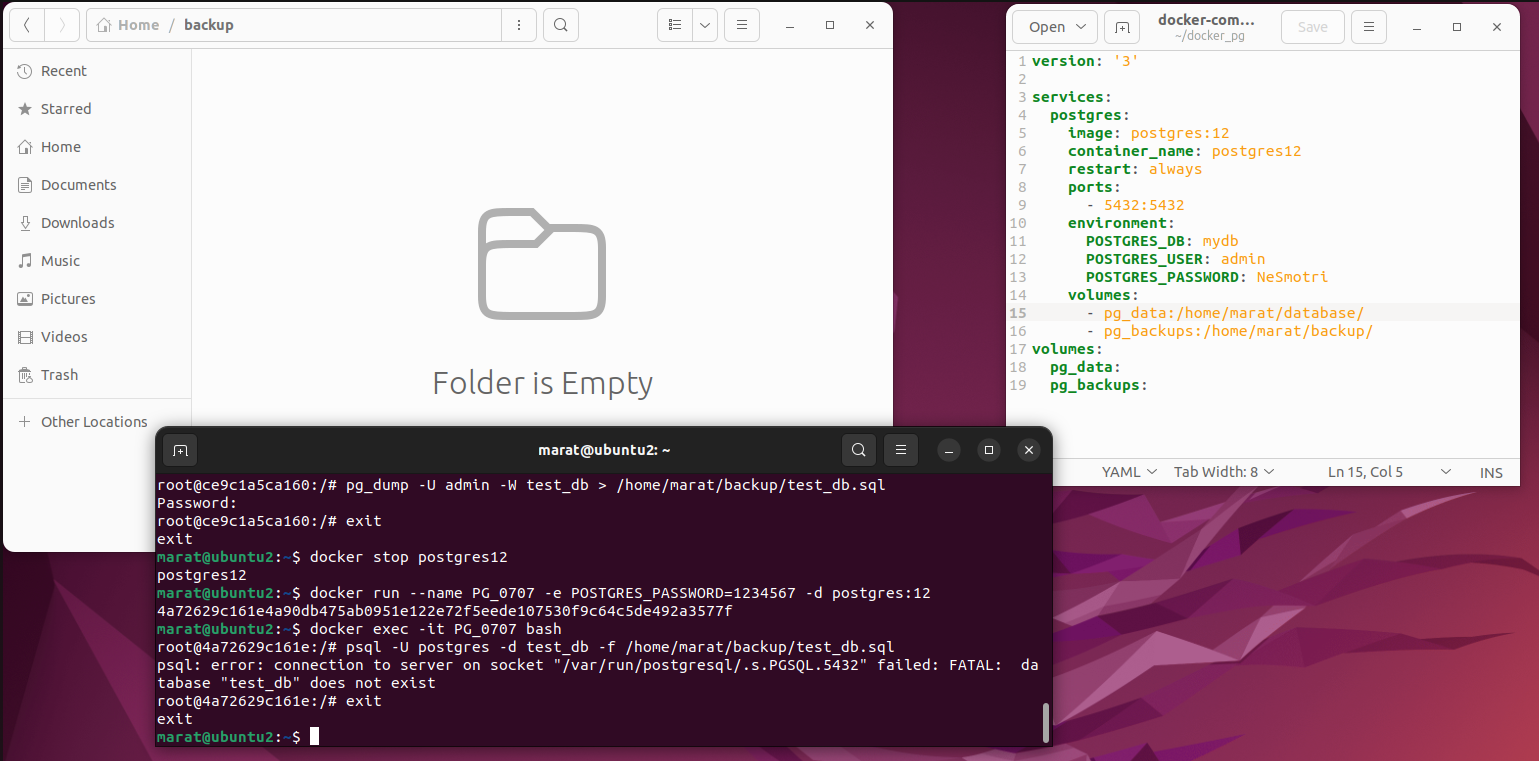 Home / backup
Recent
Starred
Home
Documents
Downloads
Music
Pictures
Videos
Trash
Other Locations
Folder is Empty
Open
docker-com...
~/docker_pg
Save
1 version: '3'
2
3 services:
4 postgres:
5 image: postgres:12
6 container_name: postgres12
7 restart: always
8 ports:
9 - 5432:5432
10 environment:
11 POSTGRES_DB: mydb
12 POSTGRES_USER: admin
13 POSTGRES_PASSWORD: NeSmotri
14 volumes:
15 - pg_data:/home/marat/database/
16 - pg_backups:/home/marat/backup/
17 volumes:
18 pg_data:
19 pg_backups:
YAML Tab Width: 8 Ln 15, Col 5 INS
marat@ubuntu2: ~
root@ce9c1a5ca160:/# pg_dump -U admin -W test_db > /home/marat/backup/test_db.sql
Password:
root@ce9c1a5ca160:/# exit
exit
marat@ubuntu2:~$ docker stop postgres12
postgres12
marat@ubuntu2:~$ docker run --name PG_0707 -e POSTGRES_PASSWORD=1234567 -d postgres:12
4a72629c161e4a90db475ab0951e122e72f5eede107530f9c64c5de492a3577f
marat@ubuntu2:~$ docker exec -it PG_0707 bash
root@4a72629c161e:/# psql -U postgres -d test_db -f /home/marat/backup/test_db.sql
psql: error: connection to server on socket "/var/run/postgresql/.s.PGSQL.5432" failed: FATAL:  da
tabase "test_db" does not exist
root@4a72629c161e:/# exit
exit
marat@ubuntu2:~$